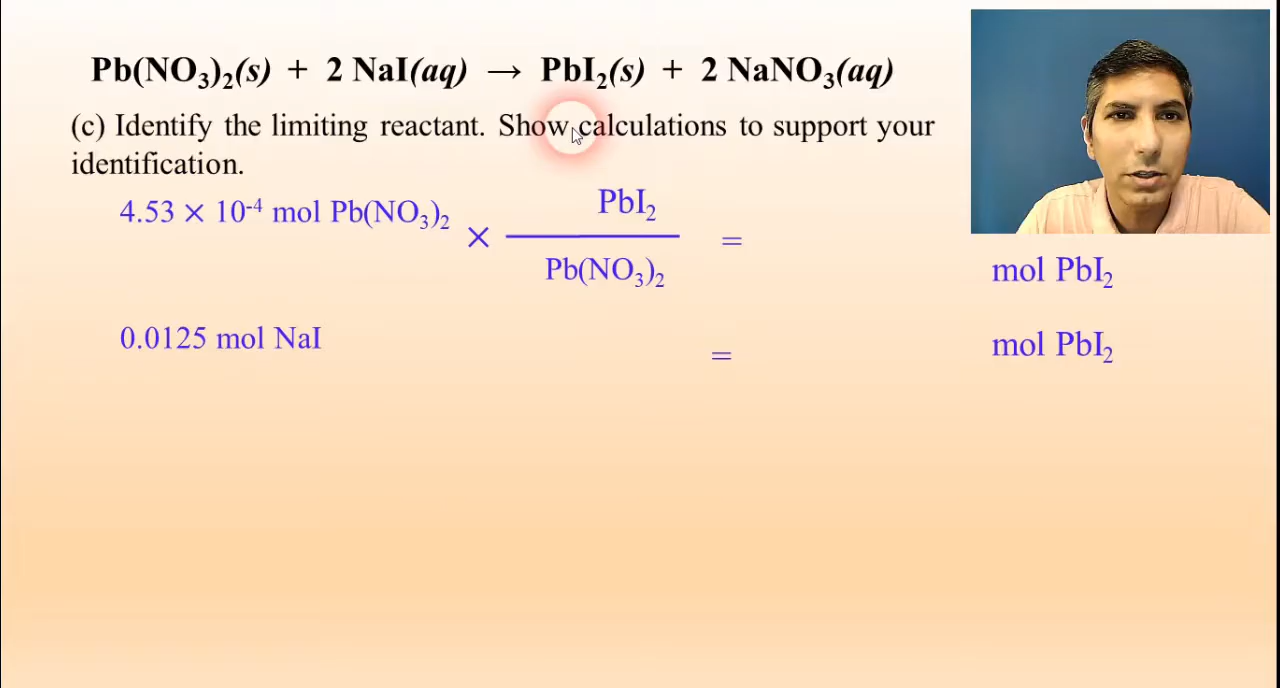 Pb(NO₃)₂(s) + 2 NaI(aq) → PbI₂(s) + 2 NaNO₃(aq)
(c) Identify the limiting reactant. Show calculations to support your
identification.
4.53 × 10⁻⁴ mol Pb(NO₃)₂ × PbI₂ =
Pb(NO₃)₂
mol PbI₂
0.0125 mol NaI = mol PbI₂